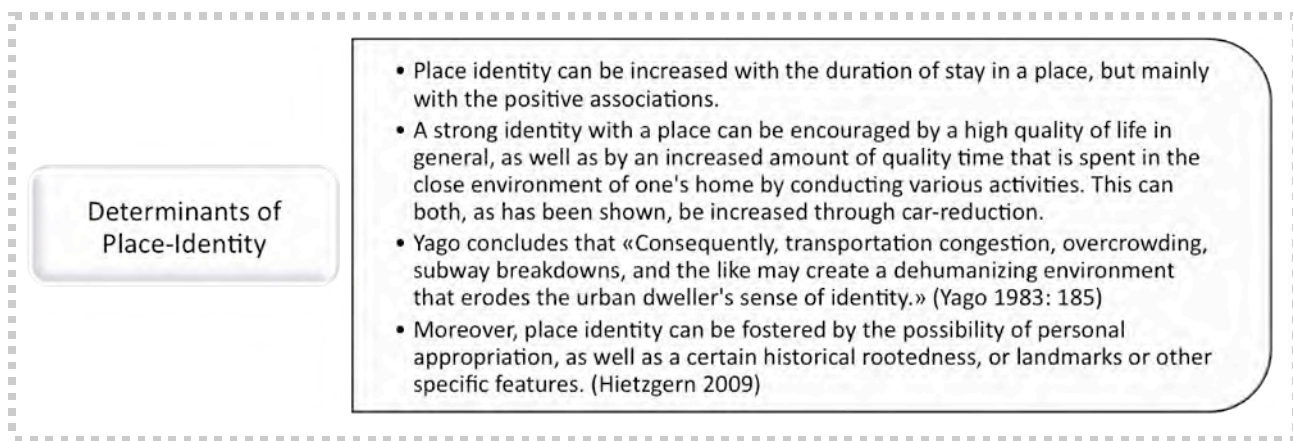 Determinants of
Place-Identity
• Place identity can be increased with the duration of stay in a place, but mainly
with the positive associations.
• A strong identity with a place can be encouraged by a high quality of life in
general, as well as by an increased amount of quality time that is spent in the
close environment of one's home by conducting various activities. This can
both, as has been shown, be increased through car-reduction.
• Yago concludes that «Consequently, transportation congestion, overcrowding,
subway breakdowns, and the like may create a dehumanizing environment
that erodes the urban dweller's sense of identity.» (Yago 1983: 185)
• Moreover, place identity can be fostered by the possibility of personal
appropriation, as well as a certain historical rootedness, or landmarks or other
specific features. (Hietzgern 2009)